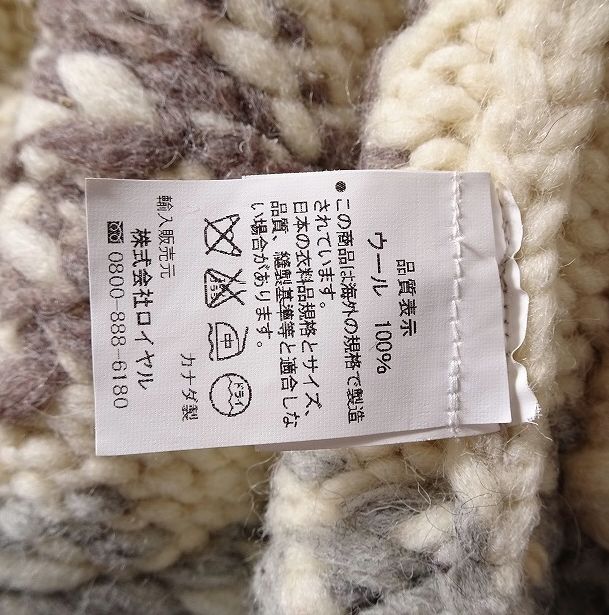 品質表示
ウール 100%
●この商品は海外の規格で製造
されています。
日本の衣料品規格とサイズ、
品質、縫製基準等と適合しな
い場合があります。
ドライ
カナダ製
輸入販売元
株式会社ロイヤル
0800-888-6180